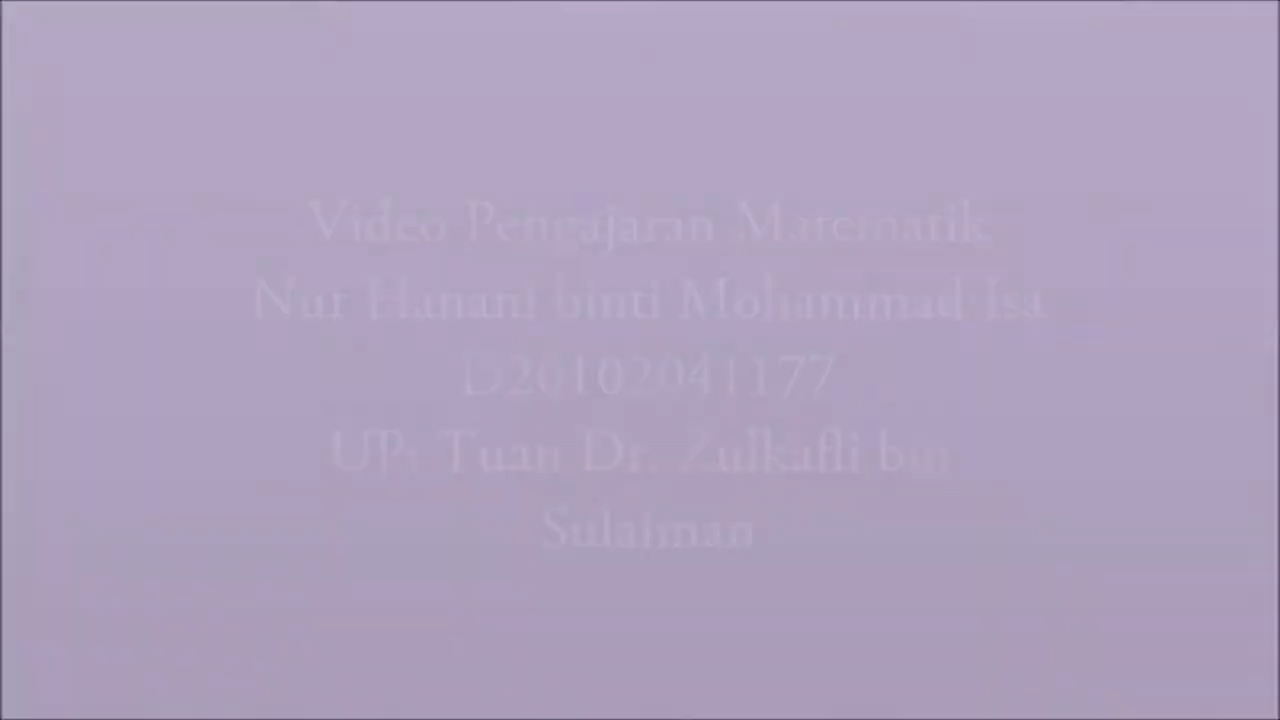 Video Pengajaran Matematik
Nur Hanani binti Mohammad Isa
D20102041177
UP: Tuan Dr. Zulkafli bin
Sulaiman